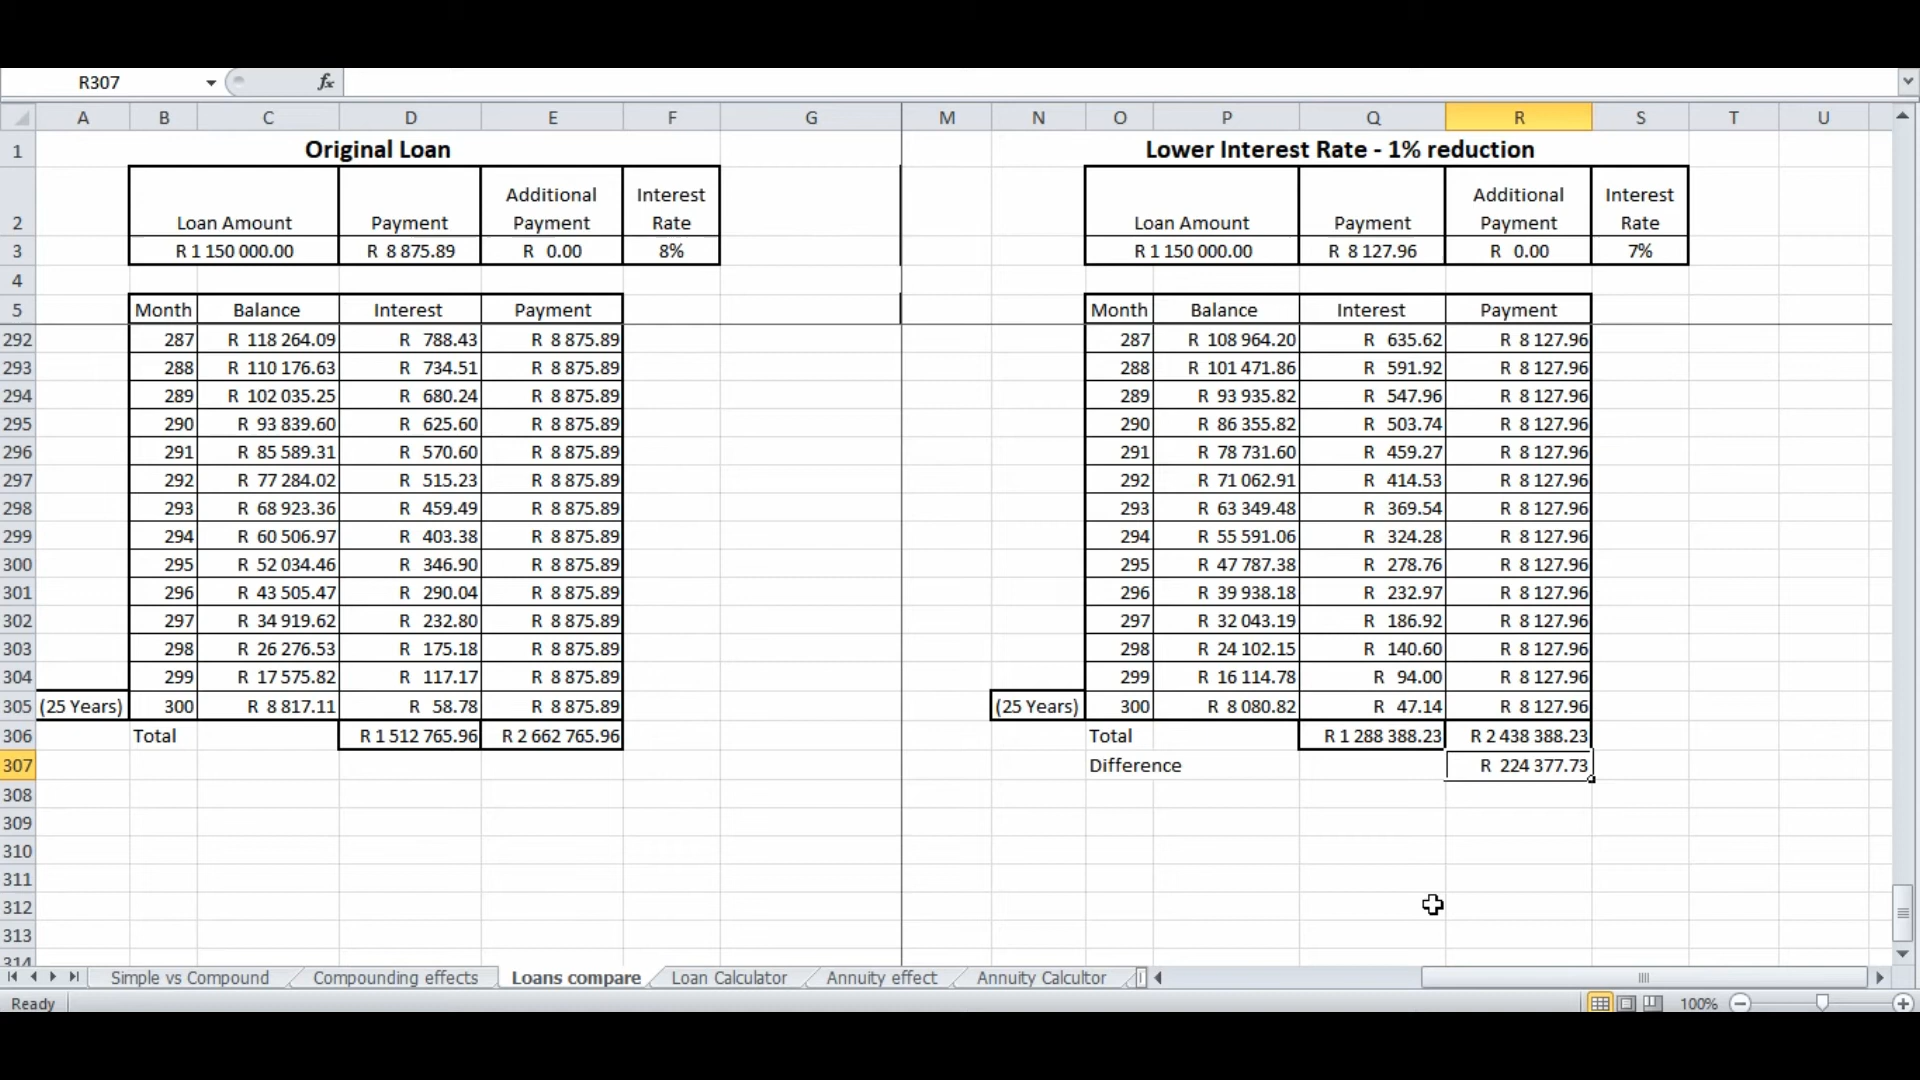 R307 fx
A B C D E F G M N O P Q R S T U
1 Original Loan Lower Interest Rate - 1% reduction
Additional Interest Additional Interest
2 Loan Amount Payment Payment Rate Loan Amount Payment Payment Rate
3 R 1 150 000.00 R 8 875.89 R 0.00 8% R 1 150 000.00 R 8 127.96 R 0.00 7%
4
5 Month Balance Interest Payment Month Balance Interest Payment
292 287 R 118 264.09 R 788.43 R 8 875.89 287 R 108 964.20 R 635.62 R 8 127.96
293 288 R 110 176.63 R 734.51 R 8 875.89 288 R 101 471.86 R 591.92 R 8 127.96
294 289 R 102 035.25 R 680.24 R 8 875.89 289 R 93 935.82 R 547.96 R 8 127.96
295 290 R 93 839.60 R 625.60 R 8 875.89 290 R 86 355.82 R 503.74 R 8 127.96
296 291 R 85 589.31 R 570.60 R 8 875.89 291 R 78 731.60 R 459.27 R 8 127.96
297 292 R 77 284.02 R 515.23 R 8 875.89 292 R 71 062.91 R 414.53 R 8 127.96
298 293 R 68 923.36 R 459.49 R 8 875.89 293 R 63 349.48 R 369.54 R 8 127.96
299 294 R 60 506.97 R 403.38 R 8 875.89 294 R 55 591.06 R 324.28 R 8 127.96
300 295 R 52 034.46 R 346.90 R 8 875.89 295 R 47 787.38 R 278.76 R 8 127.96
301 296 R 43 505.47 R 290.04 R 8 875.89 296 R 39 938.18 R 232.97 R 8 127.96
302 297 R 34 919.62 R 232.80 R 8 875.89 297 R 32 043.19 R 186.92 R 8 127.96
303 298 R 26 276.53 R 175.18 R 8 875.89 298 R 24 102.15 R 140.60 R 8 127.96
304 299 R 17 575.82 R 117.17 R 8 875.89 299 R 16 114.78 R 94.00 R 8 127.96
305 (25 Years) 300 R 8 817.11 R 58.78 R 8 875.89 (25 Years) 300 R 8 080.82 R 47.14 R 8 127.96
306 Total R 1 512 765.96 R 2 662 765.96 Total R 1 288 388.23 R 2 438 388.23
307 Difference R 224 377.73
308
309
310
311
312
313
314
Simple vs Compound Compounding effects Loans compare Loan Calculator Annuity effect Annuity Calcultor
Ready 100%